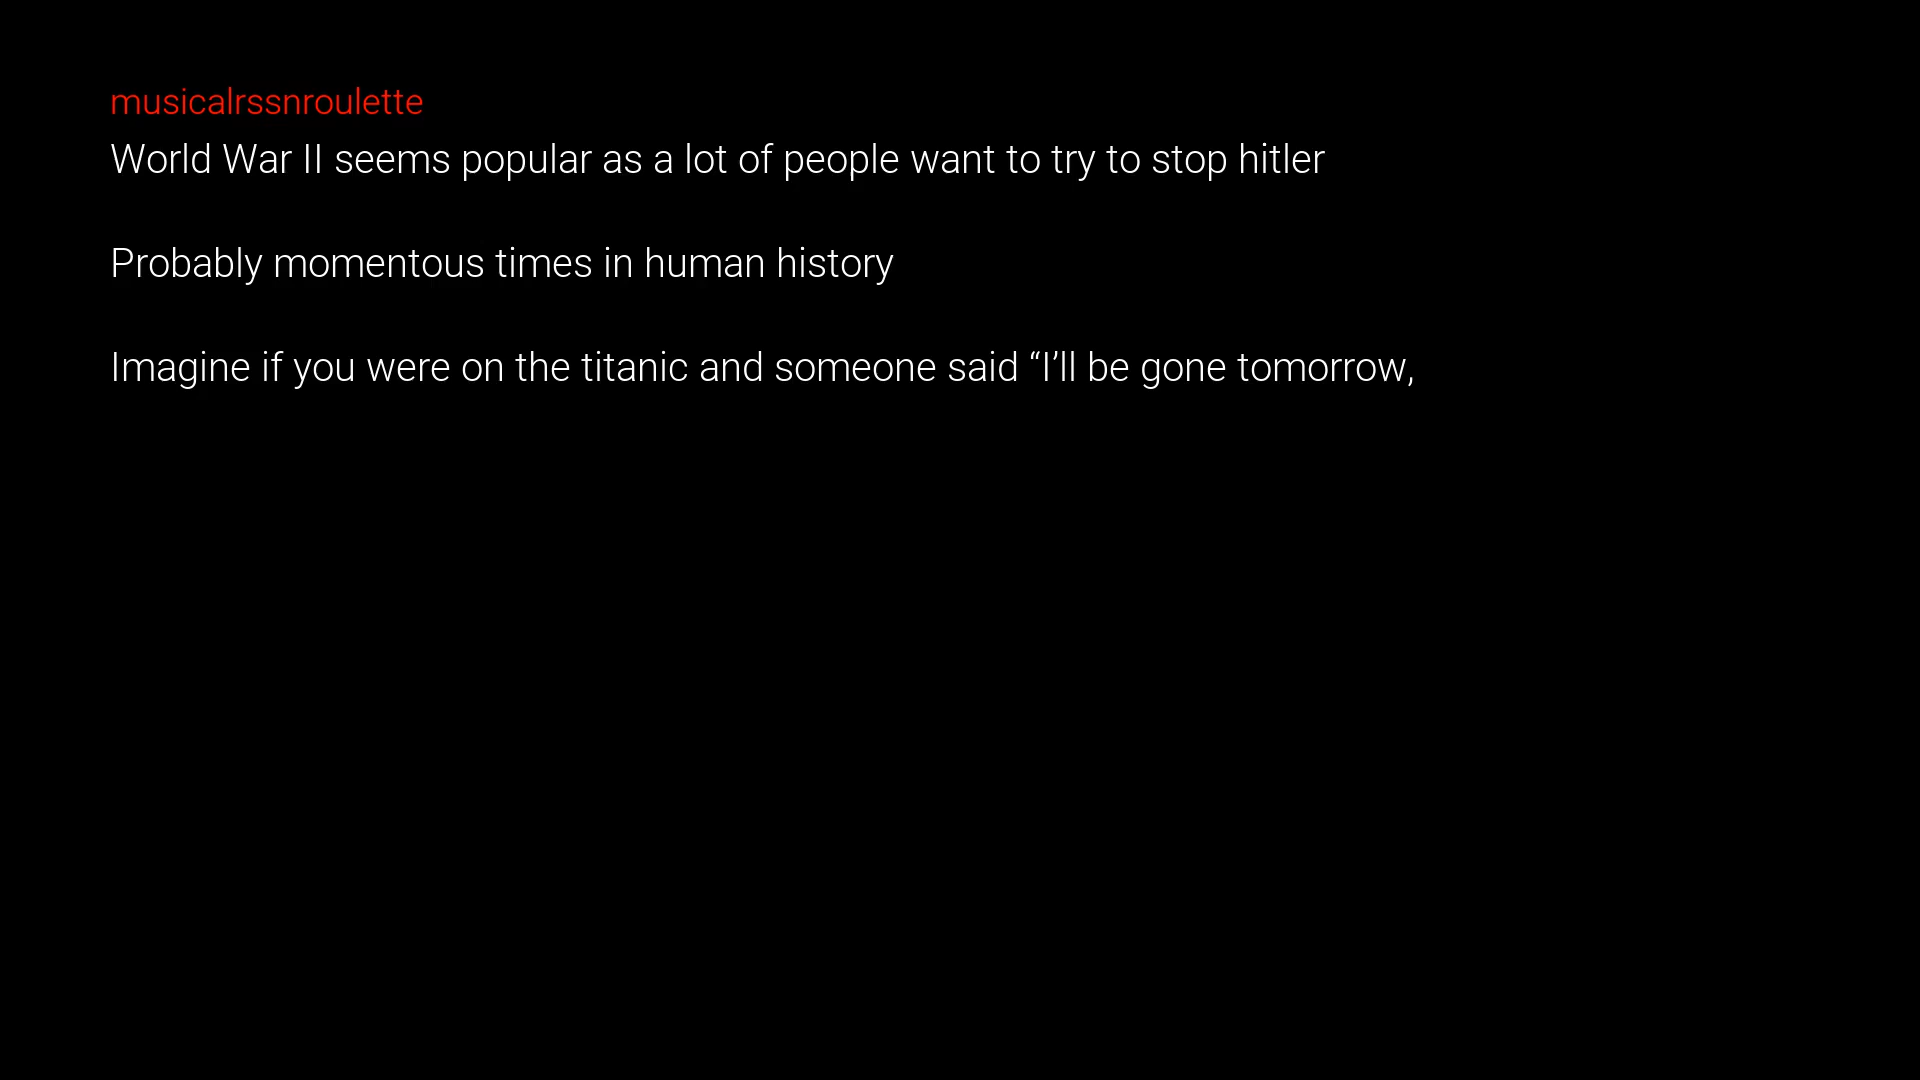 musicalrssnroulette
World War II seems popular as a lot of people want to try to stop hitler
Probably momentous times in human history
Imagine if you were on the titanic and someone said “I’ll be gone tomorrow,